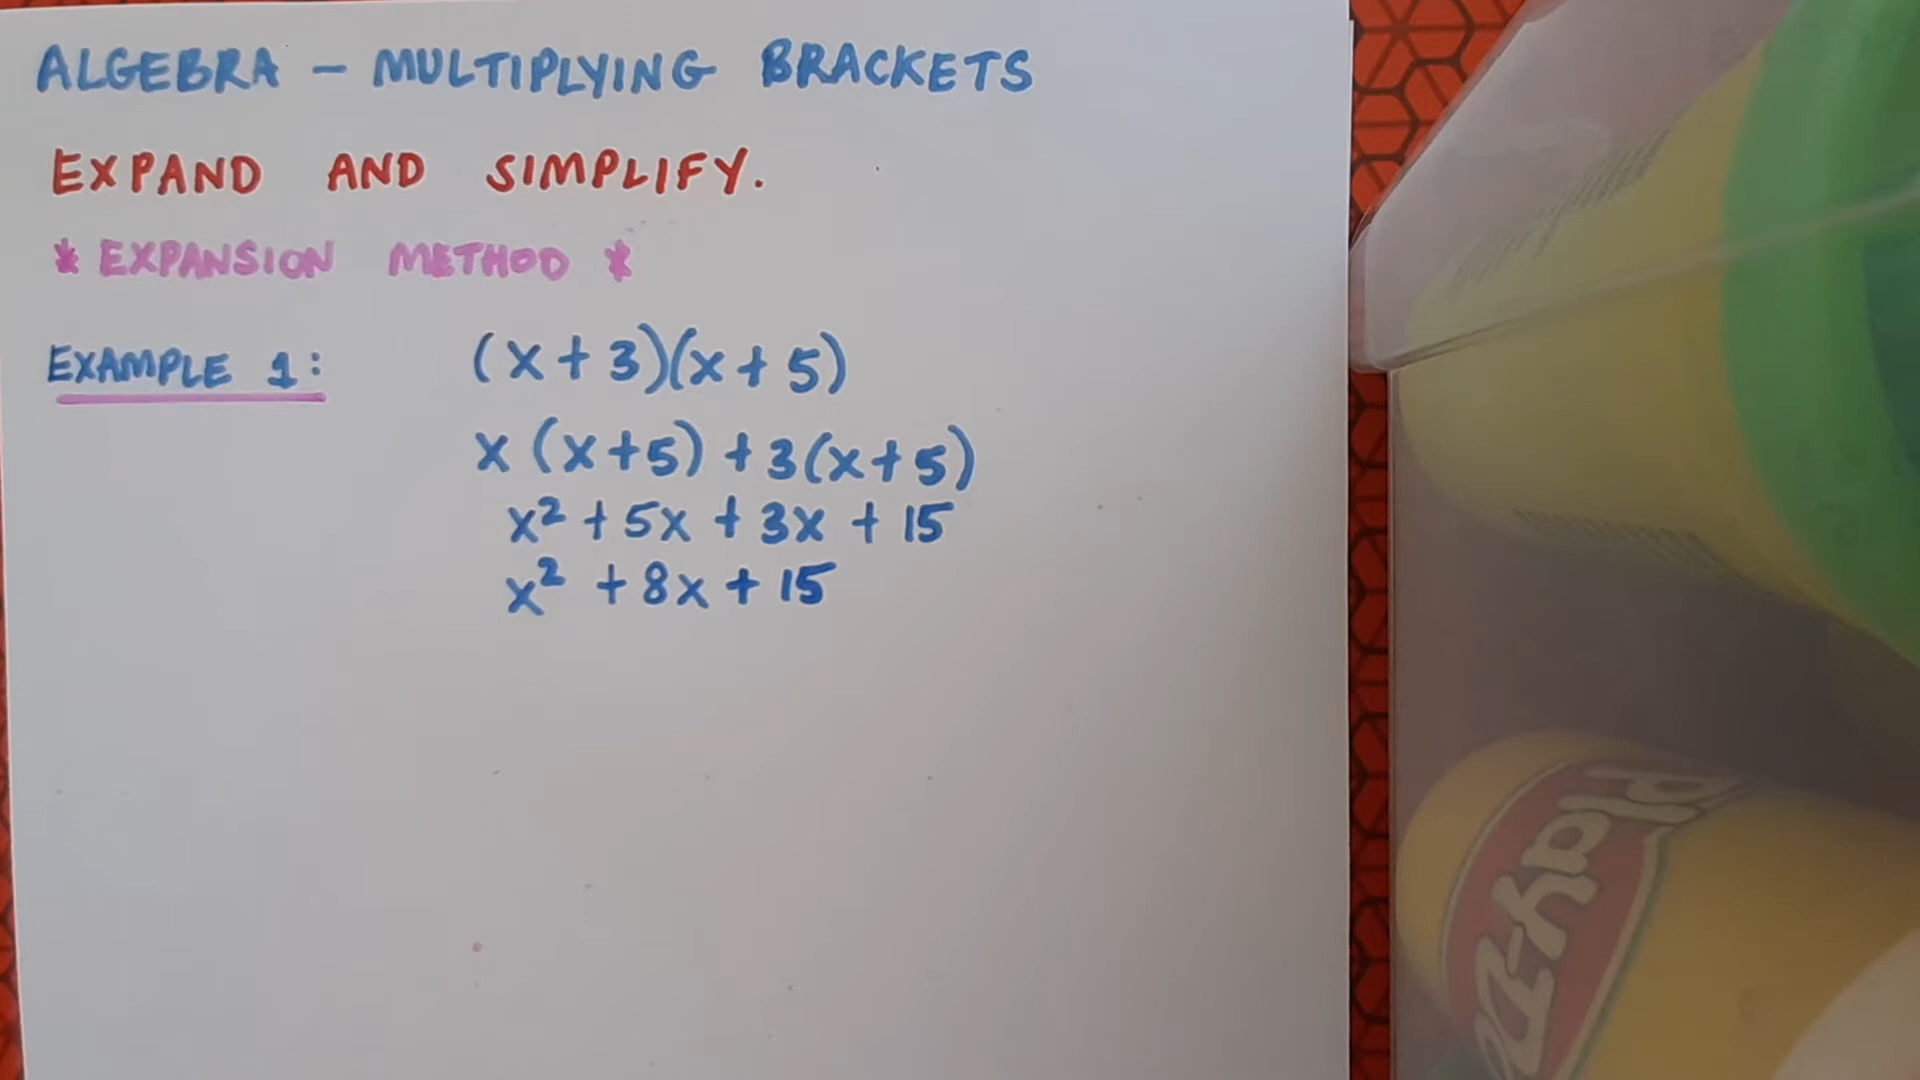 ALGEBRA - MULTIPLYING BRACKETS
EXPAND AND SIMPLIFY.
* EXPANSION METHOD *
EXAMPLE 1: (x+3)(x+5)
x(x+5)+3(x+5)
x²+5x+3x+15
x²+8x+15
Play-D